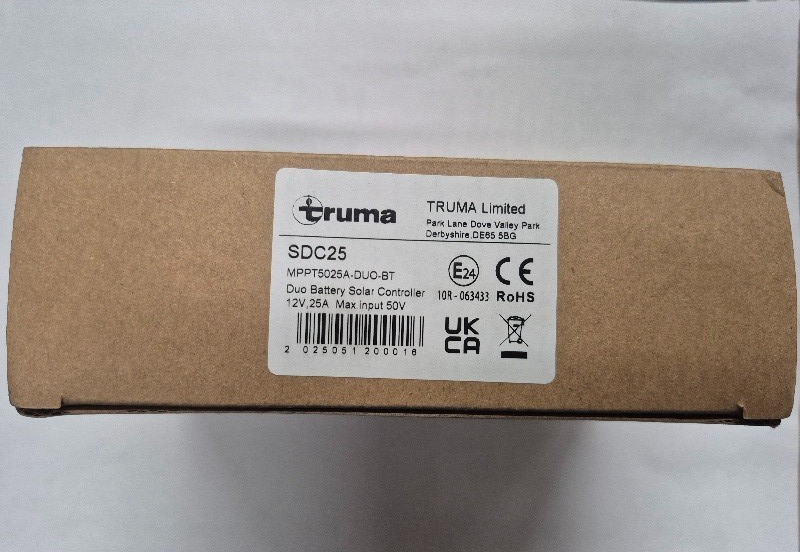 truma
TRUMA Limited
Park Lane Dove Valley Park
Derbyshire,DE65 5BG
SDC25
MPPT5025A-DUO-BT
Duo Battery Solar Controller
12V,25A Max.input 50V
2 025051 200016
E24
CE
10R - 063433 RoHS
UK
CA